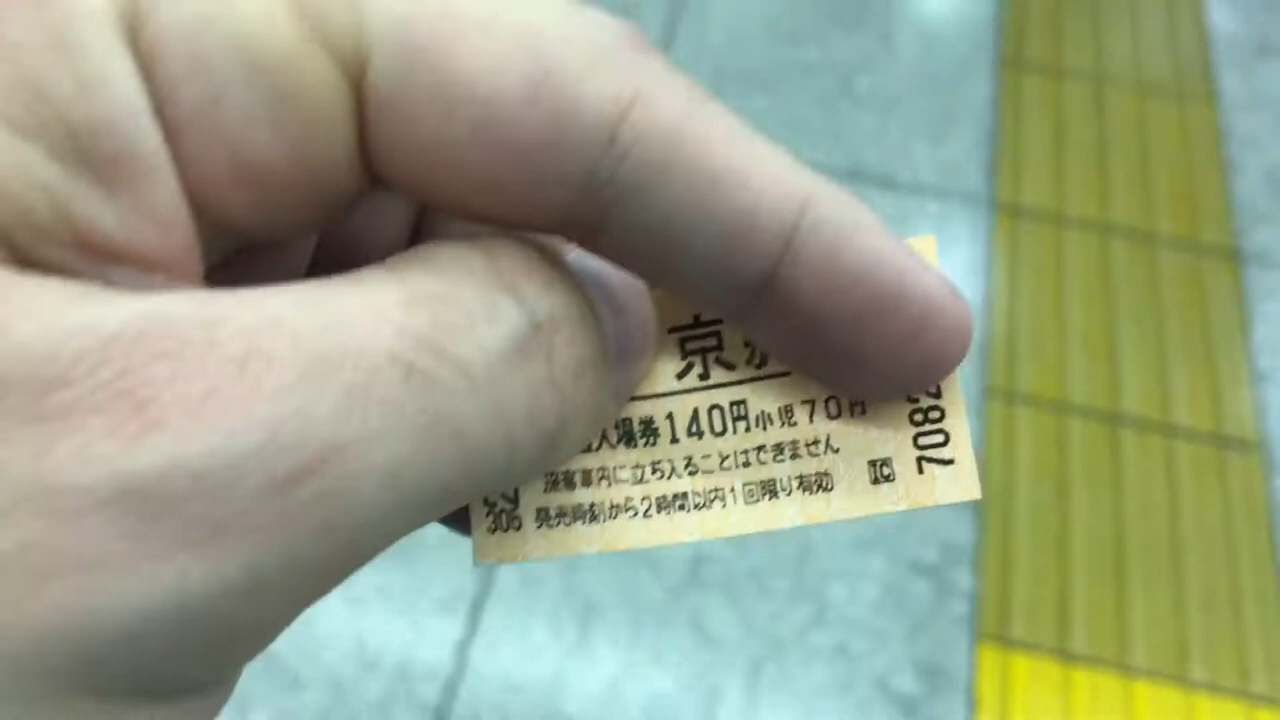 京
入場券140円小児70円
旅客車内に立ち入ることはできません
発売時刻から2時間以内1回限り有効
IC
708
306